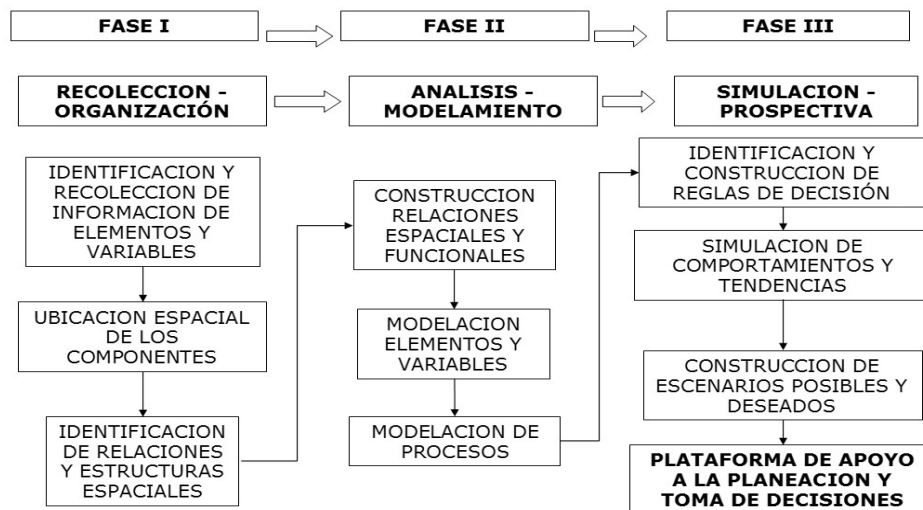 FASE I
FASE II
FASE III
RECOLECCION -
ORGANIZACIÓN
ANALISIS -
MODELAMIENTO
SIMULACION -
PROSPECTIVA
IDENTIFICACION Y
RECOLECCION DE
INFORMACION DE
ELEMENTOS Y
VARIABLES
UBICACION ESPACIAL
DE LOS
COMPONENTES
IDENTIFICACION
DE RELACIONES
Y ESTRUCTURAS
ESPACIALES
CONSTRUCCION
RELACIONES
ESPACIALES Y
FUNCIONALES
MODELACION
ELEMENTOS Y
VARIABLES
MODELACION DE
PROCESOS
IDENTIFICACION Y
CONSTRUCCION DE
REGLAS DE DECISIÓN
SIMULACION DE
COMPORTAMIENTOS Y
TENDENCIAS
CONSTRUCCION DE
ESCENARIOS POSIBLES Y
DESEADOS
PLATAFORMA DE APOYO
A LA PLANEACION Y
TOMA DE DECISIONES